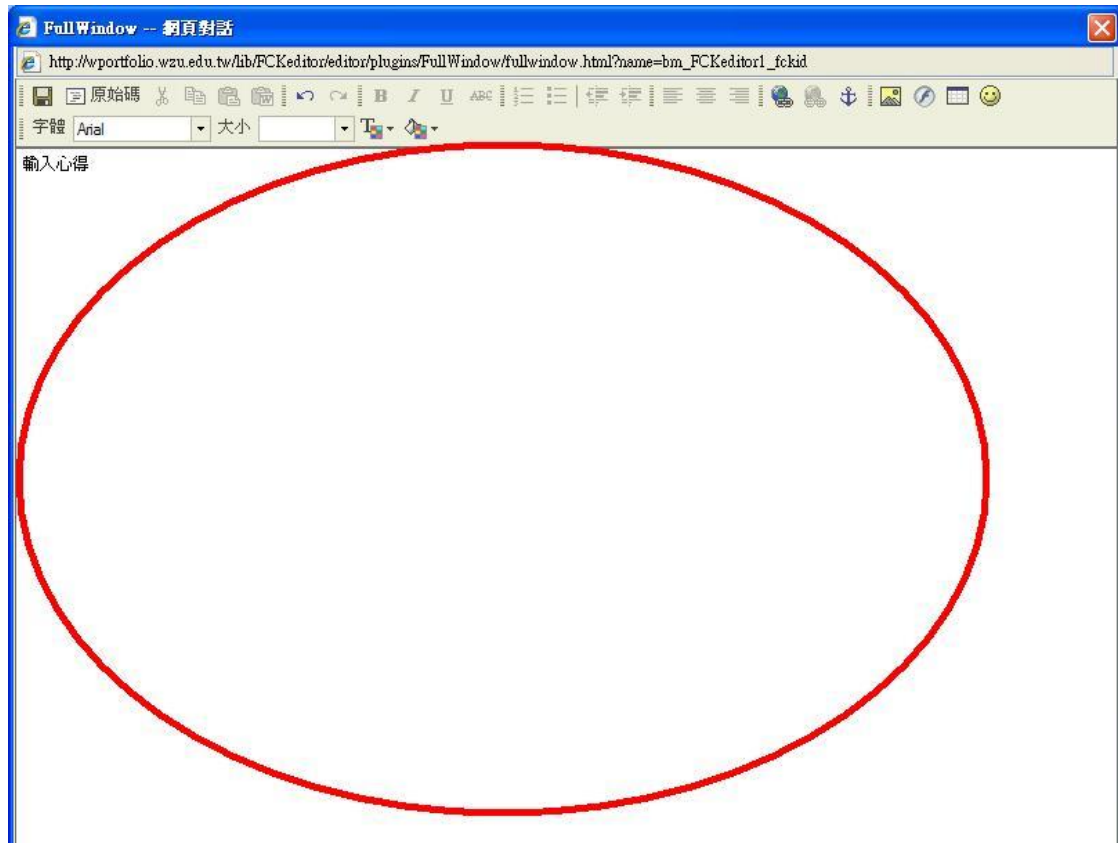 FullWindow -- 網頁對話
http://wportfolio.wzu.edu.tw/lib/FCKeditor/editor/plugins/FullWindow/fullwindow.html?name=bm_FCKeditor1_fckid
原始碼 B I U ABC
字體 Arial 大小
輸入心得